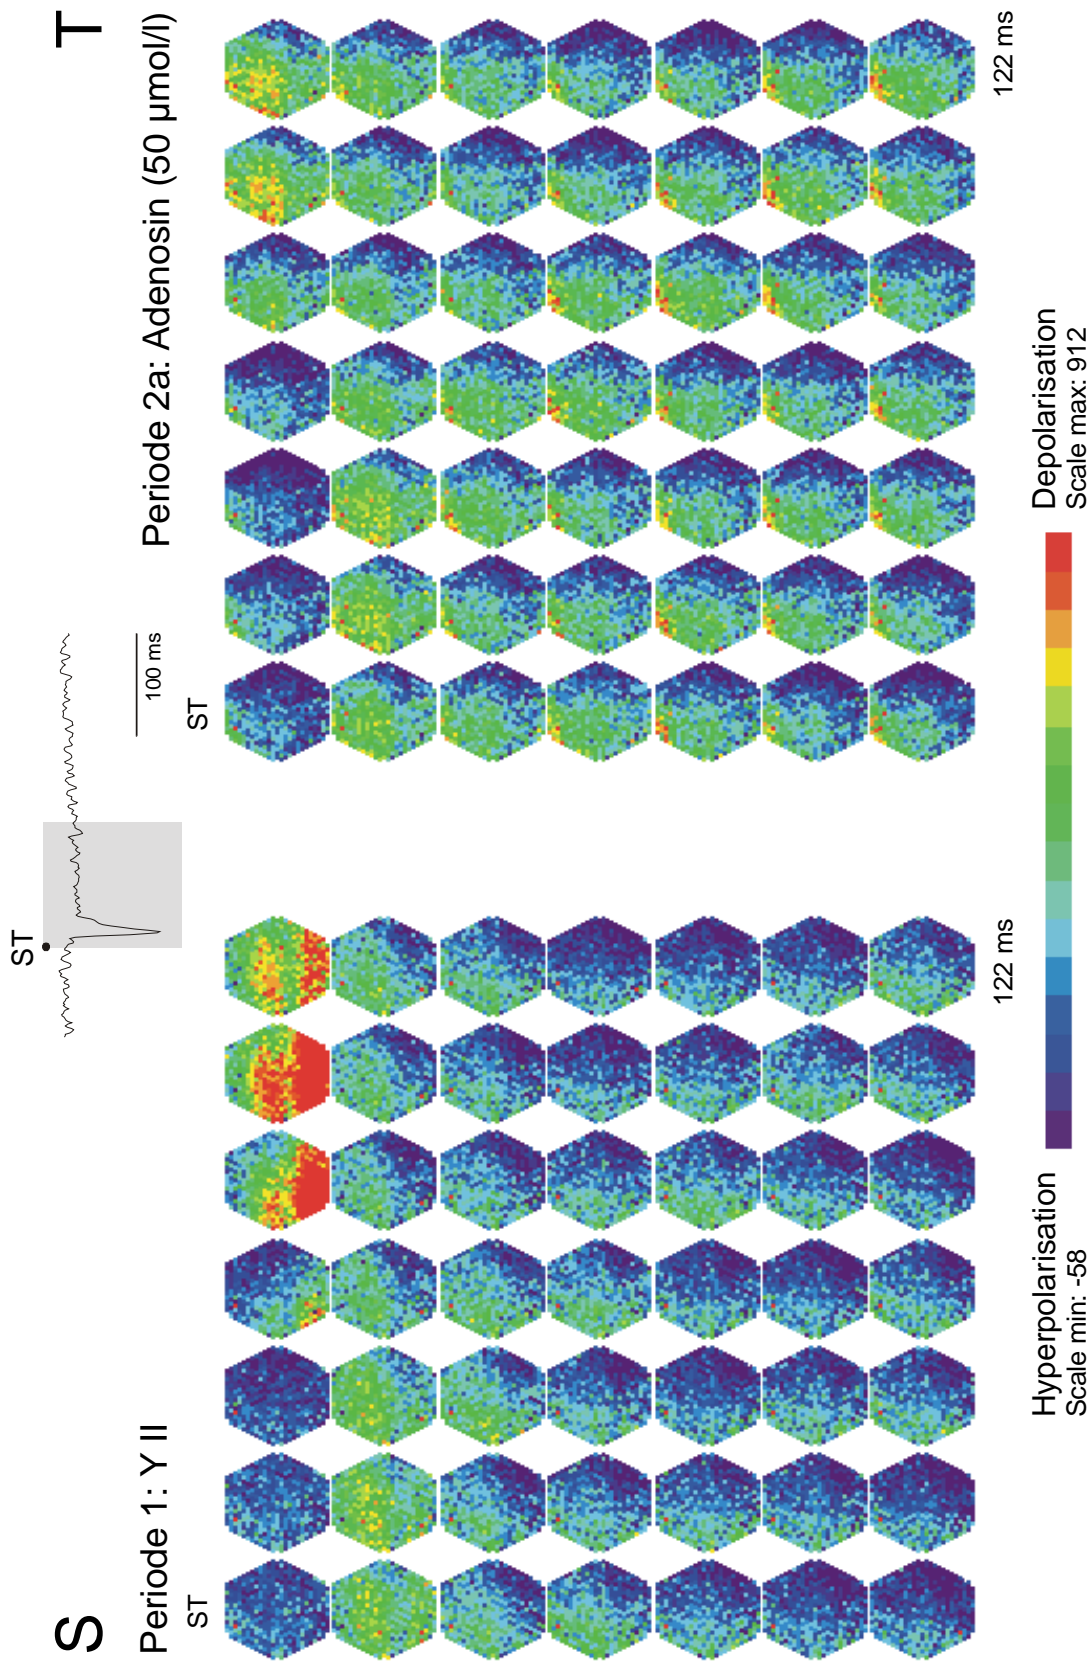 S
T
Periode 1: Y II
Periode 2a: Adenosin (50 µmol/l)
ST
100 ms
ST
ST
122 ms
122 ms
Hyperpolarisation
Scale min: -58
Depolarisation
Scale max: 912